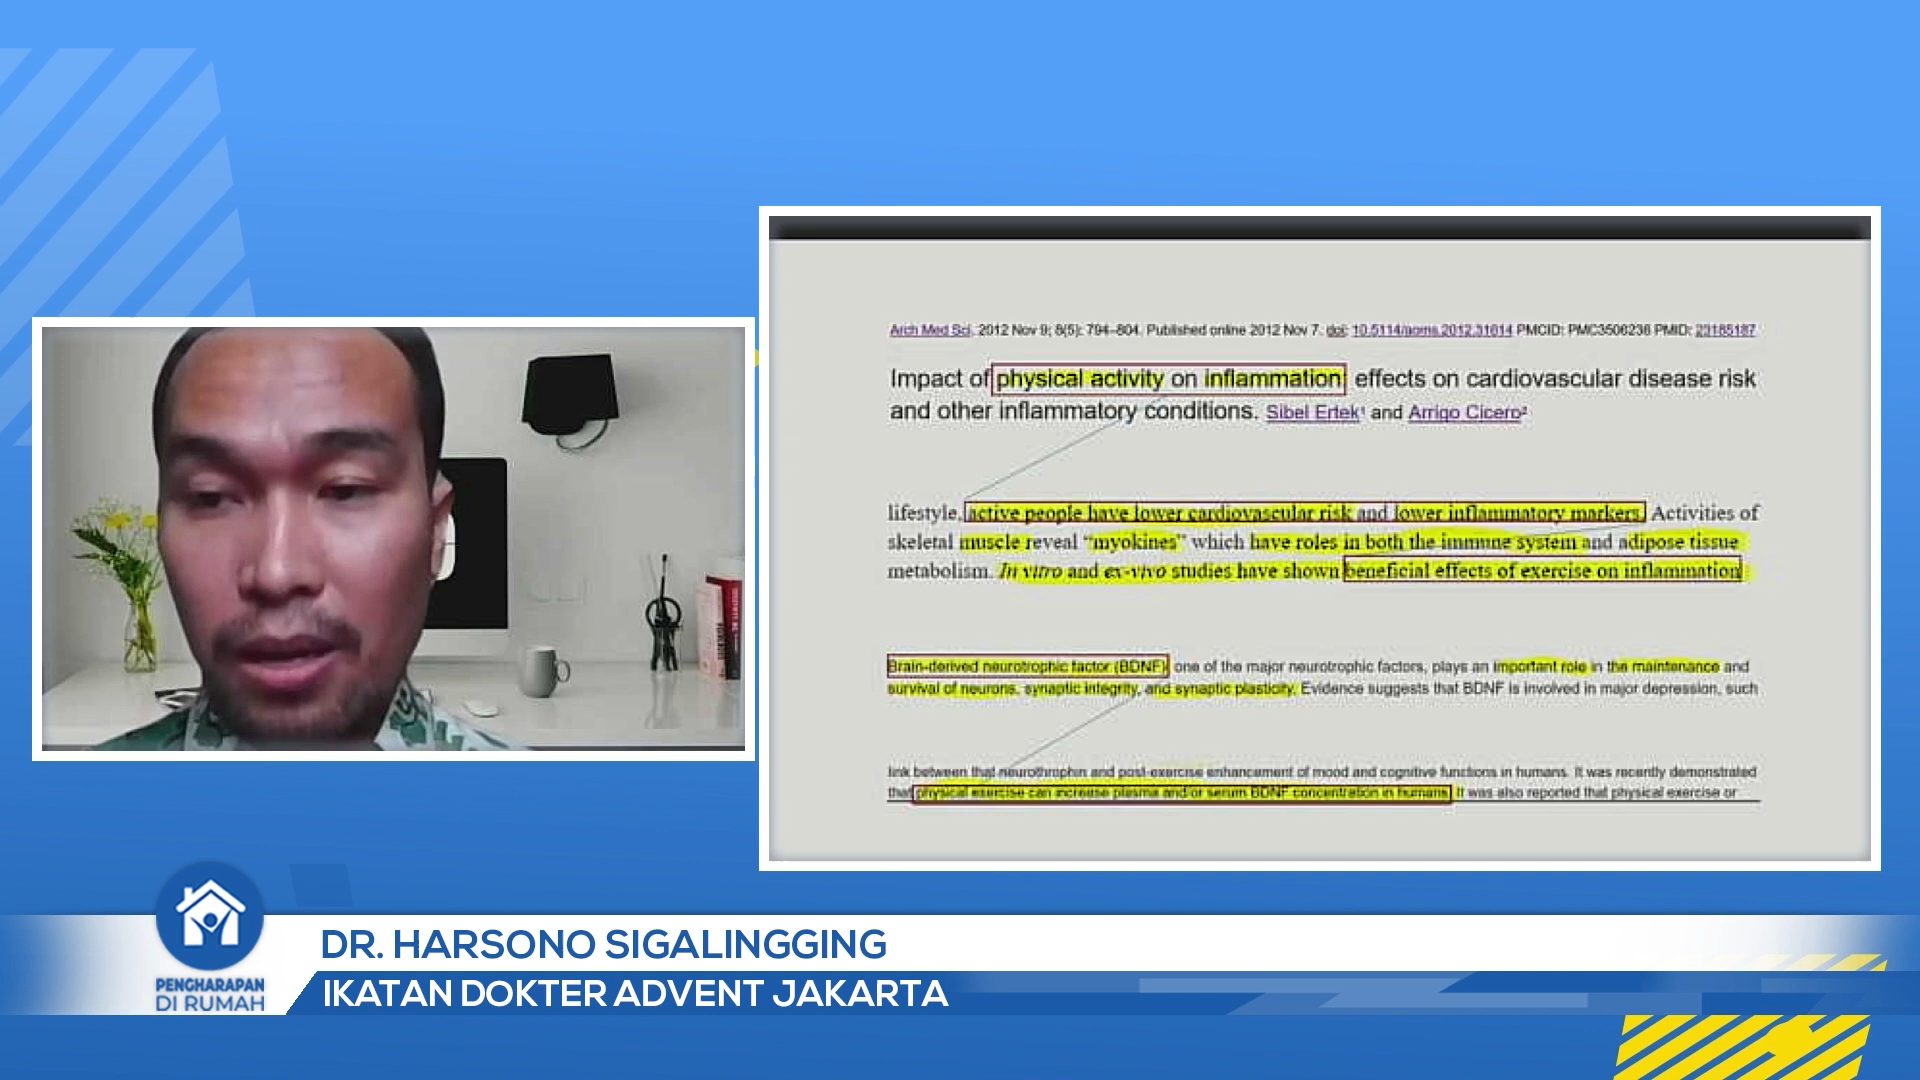 Arch Med Sci. 2012 Nov 9; 8(5): 794–804. Published online 2012 Nov 7. doi: 10.5114/aoms.2012.31614 PMCID: PMC3506236 PMID: 23185187
Impact of physical activity on inflammation effects on cardiovascular disease risk
and other inflammatory conditions. Sibel Ertek¹ and Arrigo Cicero²
lifestyle, active people have lower cardiovascular risk and lower inflammatory markers. Activities of
skeletal muscle reveal “myokines” which have roles in both the immune system and adipose tissue
metabolism. In vitro and ex-vivo studies have shown beneficial effects of exercise on inflammation
Brain-derived neurotrophic factor (BDNF), one of the major neurotrophic factors, plays an important role in the maintenance and
survival of neurons, synaptic integrity, and synaptic plasticity. Evidence suggests that BDNF is involved in major depression, such
link between that neurothrophin and post-exercise enhancement of mood and cognitive functions in humans. It was recently demonstrated
that physical exercise can increase plasma and/or serum BDNF concentration in humans. It was also reported that physical exercise or
DR. HARSONO SIGALINGGING
IKATAN DOKTER ADVENT JAKARTA
PENGHARAPAN
DI RUMAH